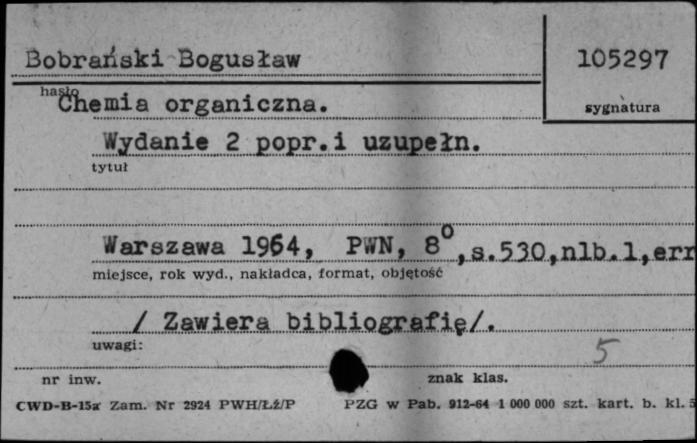 Bobrański Bogusław
105297
hasło
sygnatura
Chemia organiczna.
Wydanie 2 popr.i uzupełn.
tytuł
Warszawa 1964, PWN, 8⁰,s.530,nlb.1,err
miejsce, rok wyd., nakładca, format, objętość
/ Zawiera bibliografię/.
uwagi:
5
nr inw.
znak klas.
CWD-B-15a Zam. Nr 2924 PWH/Łź/P PZG w Pab. 912-64 1 000 000 szt. kart. b. kl. 5